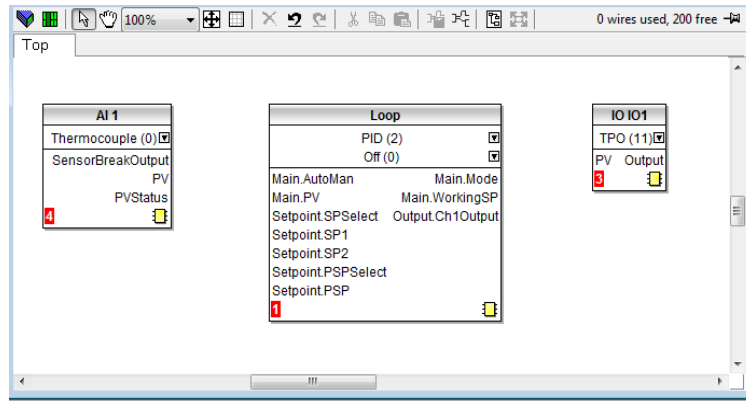 100% 0 wires used, 200 free
Top
AI 1
Thermocouple (0)
SensorBreakOutput
PV
PVStatus
4
Loop
PID (2)
Off (0)
Main.AutoMan Main.Mode
Main.PV Main.WorkingSP
Setpoint.SPSelect Output.Ch1Output
Setpoint.SP1
Setpoint.SP2
Setpoint.PSPSelect
Setpoint.PSP
1
IO IO1
TPO (11)
PV Output
3